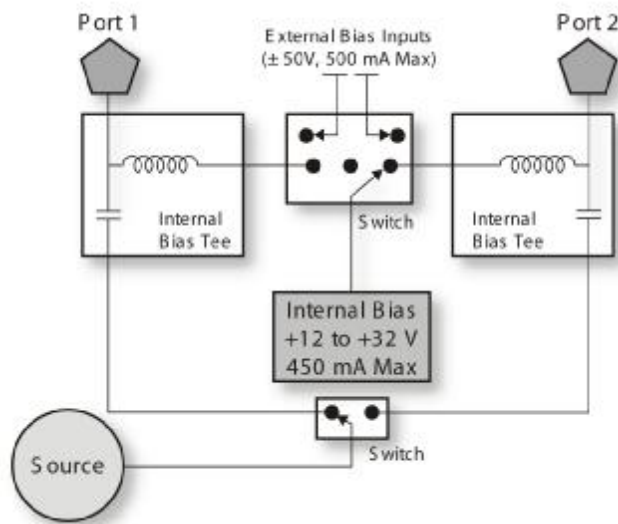 Port 1
Port 2
External Bias Inputs
(± 50V, 500 mA Max)
Internal
Bias Tee
Switch
Internal
Bias Tee
Internal Bias
+12 to +32 V
450 mA Max
Source
Switch